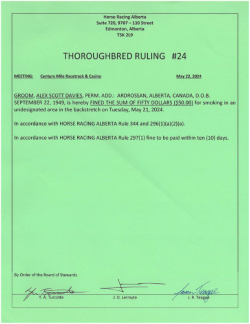 Horse Racing Alberta
Suite 720, 9707 – 110 Street
Edmonton, Alberta
T5K 2L9
THOROUGHBRED RULING #24
MEETING: Century Mile Racetrack & Casino May 22, 2024
GROOM, ALEX SCOTT DAVIES, PERM. ADD.: ARDROSSAN, ALBERTA, CANADA, D.O.B.
SEPTEMBER 22, 1949, is hereby FINED THE SUM OF FIFTY DOLLARS ($50.00) for smoking in an
undesignated area in the backstretch on Tuesday, May 21, 2024.
In accordance with HORSE RACING ALBERTA Rule 344 and 296(1)(a)(2)(a).
In accordance with HORSE RACING ALBERTA Rule 297(1) fine to be paid within ten (10) days.
By Order of the Board of Stewards
J. R. Teague